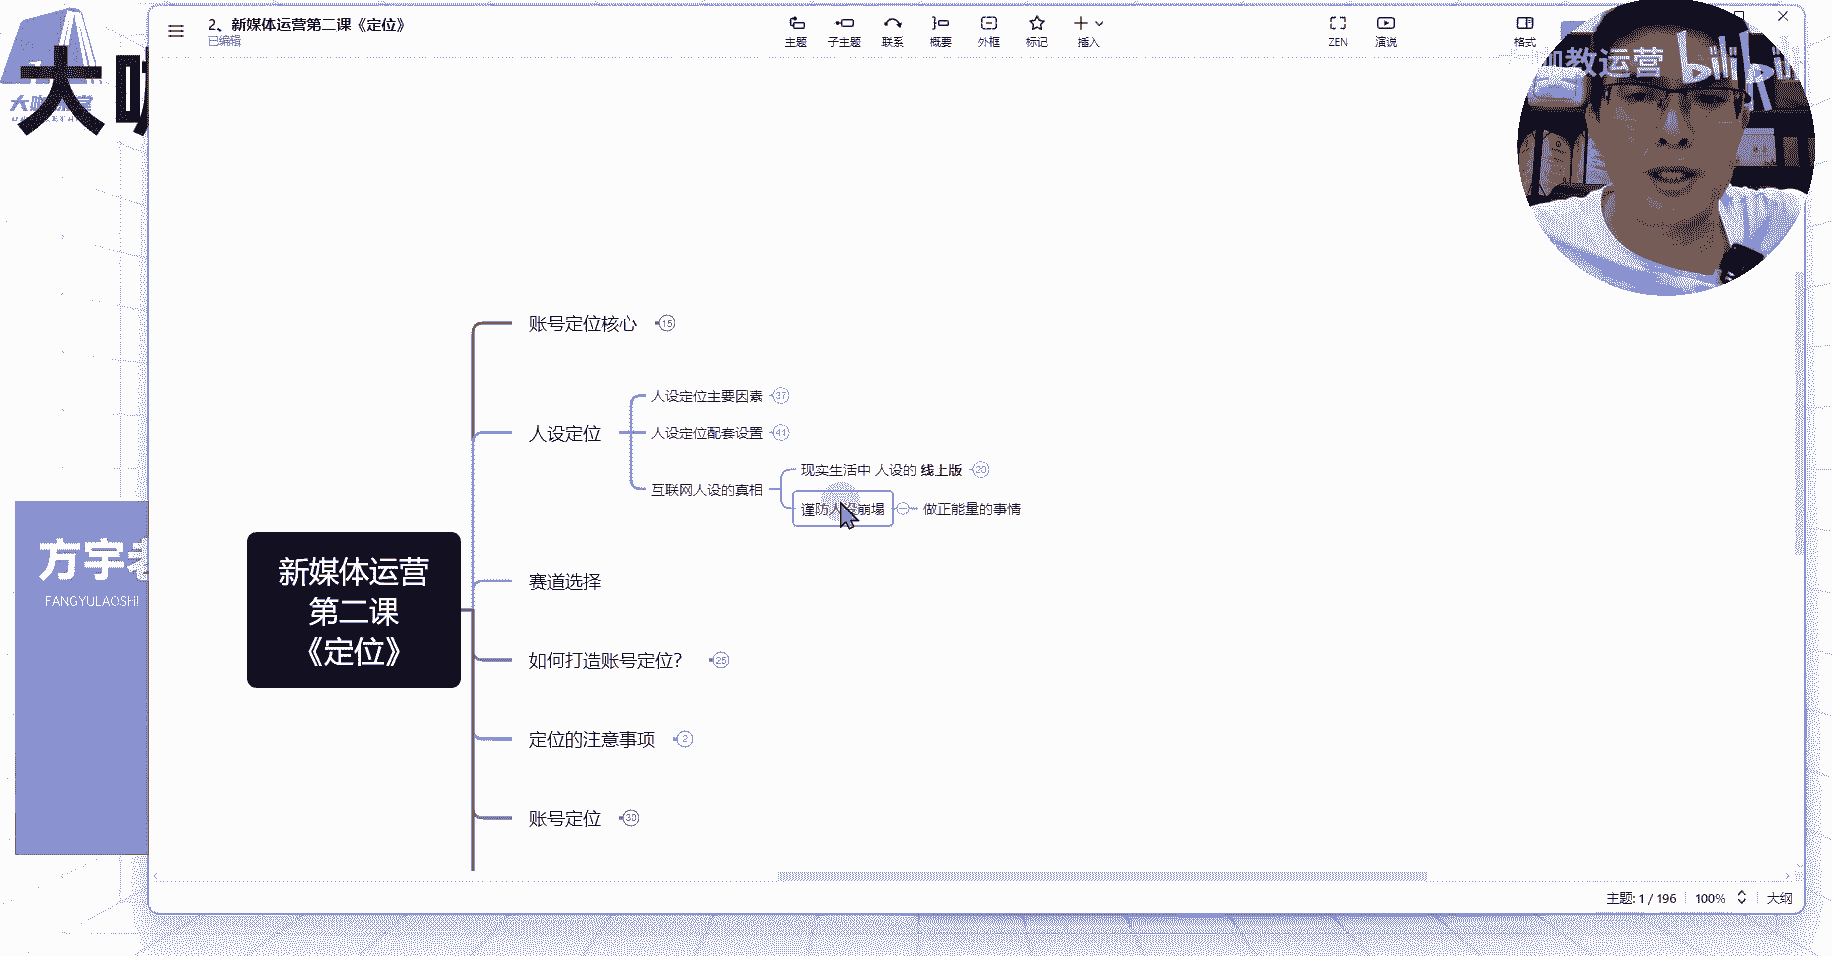 2、新媒体运营第二课《定位》
已编辑
主题
子主题
联系
概要
外框
标记
插入
ZEN
演说
格式
咖教运营 bilibili
大咖
方宇老
FANGYULAOSHI
新媒体运营
第二课
《定位》
账号定位核心 15
人设定位
人设定位主要因素 37
人设定位配套设置 41
互联网人设的真相
现实生活中 人设的 线上版 20
谨防人设崩塌
做正能量的事情
赛道选择
如何打造账号定位？ 25
定位的注意事项 2
账号定位 30
主题: 1 / 196
100%
大纲